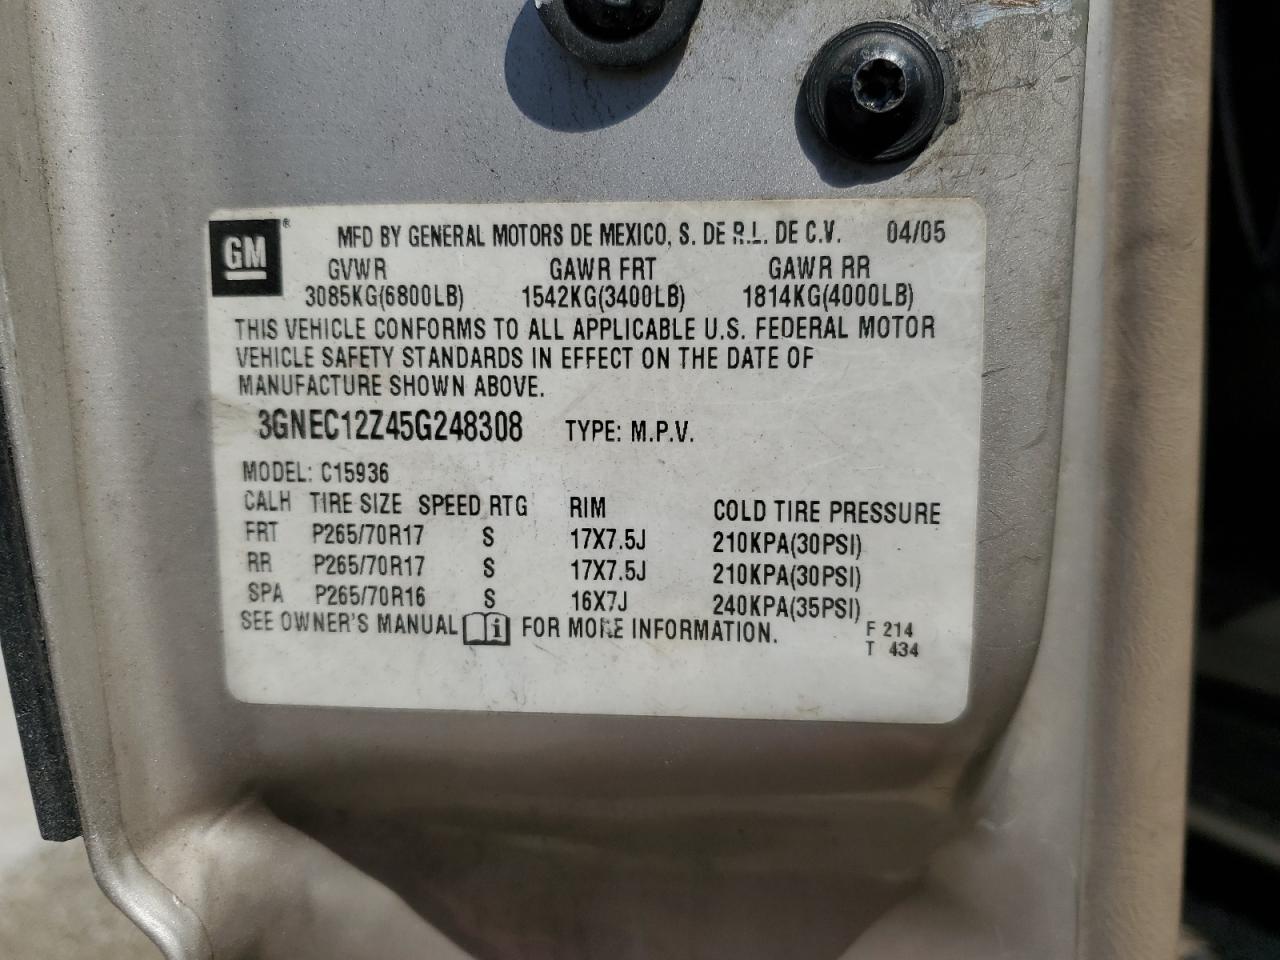 GM ® MFD BY GENERAL MOTORS DE MEXICO, S. DE R.L. DE C.V. 04/05
GVWR GAWR FRT GAWR RR
3085KG(6800LB) 1542KG(3400LB) 1814KG(4000LB)
THIS VEHICLE CONFORMS TO ALL APPLICABLE U.S. FEDERAL MOTOR
VEHICLE SAFETY STANDARDS IN EFFECT ON THE DATE OF
MANUFACTURE SHOWN ABOVE.
3GNEC12Z45G248308 TYPE: M.P.V.
MODEL: C15936
CALH TIRE SIZE SPEED RTG RIM COLD TIRE PRESSURE
FRT P265/70R17 S 17X7.5J 210KPA(30PSI)
RR P265/70R17 S 17X7.5J 210KPA(30PSI)
SPA P265/70R16 S 16X7J 240KPA(35PSI)
SEE OWNER'S MANUAL i FOR MORE INFORMATION. F 214
T 434